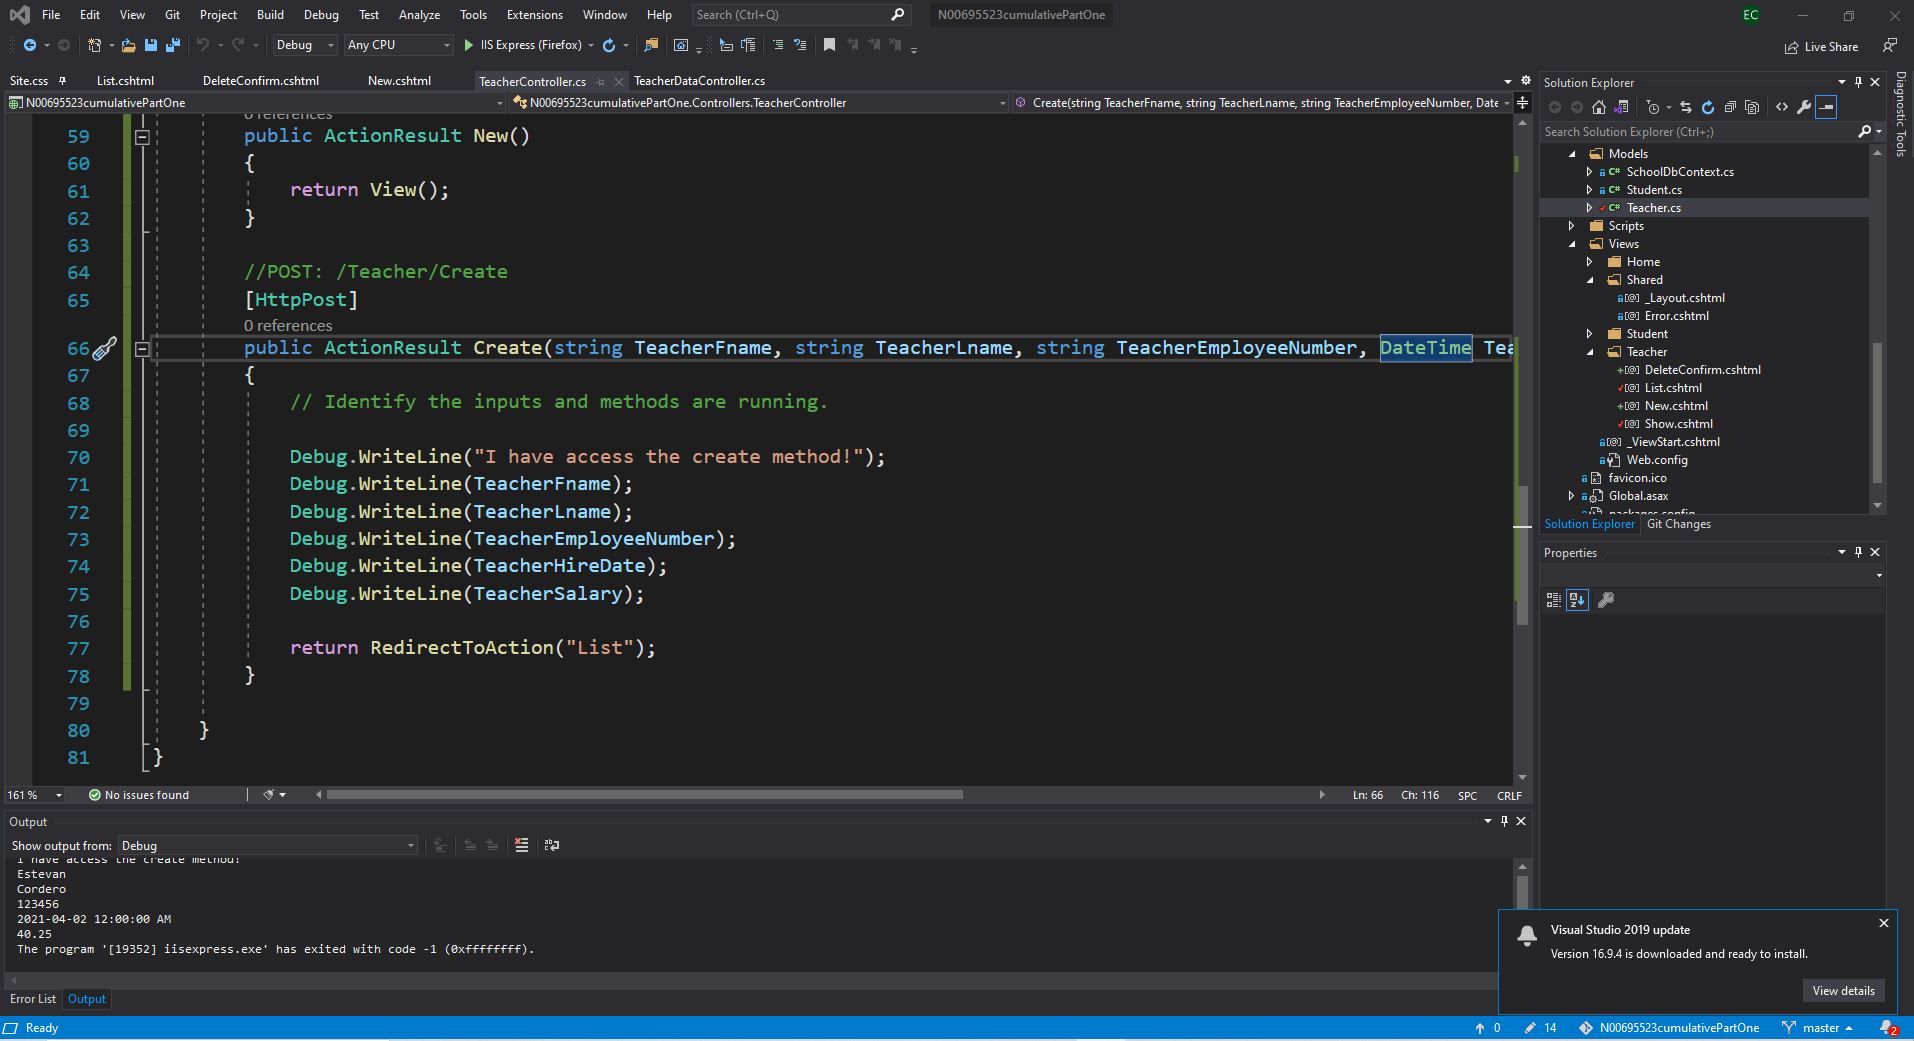 File Edit View Git Project Build Debug Test Analyze Tools Extensions Window Help Search (Ctrl+Q) N00695523cumulativePartOne EC
Debug Any CPU IIS Express (Firefox) Live Share
Site.css List.cshtml DeleteConfirm.cshtml New.cshtml TeacherController.cs TeacherDataController.cs
N00695523cumulativePartOne N00695523cumulativePartOne.Controllers.TeacherController Create(string TeacherFname, string TeacherLname, string TeacherEmployeeNumber, Date
0 references
59 public ActionResult New()
60 {
61 return View();
62 }
63
64 //POST: /Teacher/Create
65 [HttpPost]
0 references
66 public ActionResult Create(string TeacherFname, string TeacherLname, string TeacherEmployeeNumber, DateTime Tea
67 {
68 // Identify the inputs and methods are running.
69
70 Debug.WriteLine("I have access the create method!");
71 Debug.WriteLine(TeacherFname);
72 Debug.WriteLine(TeacherLname);
73 Debug.WriteLine(TeacherEmployeeNumber);
74 Debug.WriteLine(TeacherHireDate);
75 Debug.WriteLine(TeacherSalary);
76
77 return RedirectToAction("List");
78 }
79
80 }
81 }
161 % No issues found Ln: 66 Ch: 116 SPC CRLF
Output
Show output from: Debug
I have access the create method!
Estevan
Cordero
123456
2021-04-02 12:00:00 AM
40.25
The program '[19352] iisexpress.exe' has exited with code -1 (0xffffffff).
Error List Output
Solution Explorer
Search Solution Explorer (Ctrl+;)
Models
C# SchoolDbContext.cs
C# Student.cs
C# Teacher.cs
Scripts
Views
Home
Shared
_Layout.cshtml
Error.cshtml
Student
Teacher
DeleteConfirm.cshtml
List.cshtml
New.cshtml
Show.cshtml
_ViewStart.cshtml
Web.config
favicon.ico
Global.asax
packages.config
Solution Explorer Git Changes
Properties
Diagnostic Tools
Visual Studio 2019 update
Version 16.9.4 is downloaded and ready to install.
View details
Ready 0 14 N00695523cumulativePartOne master 2